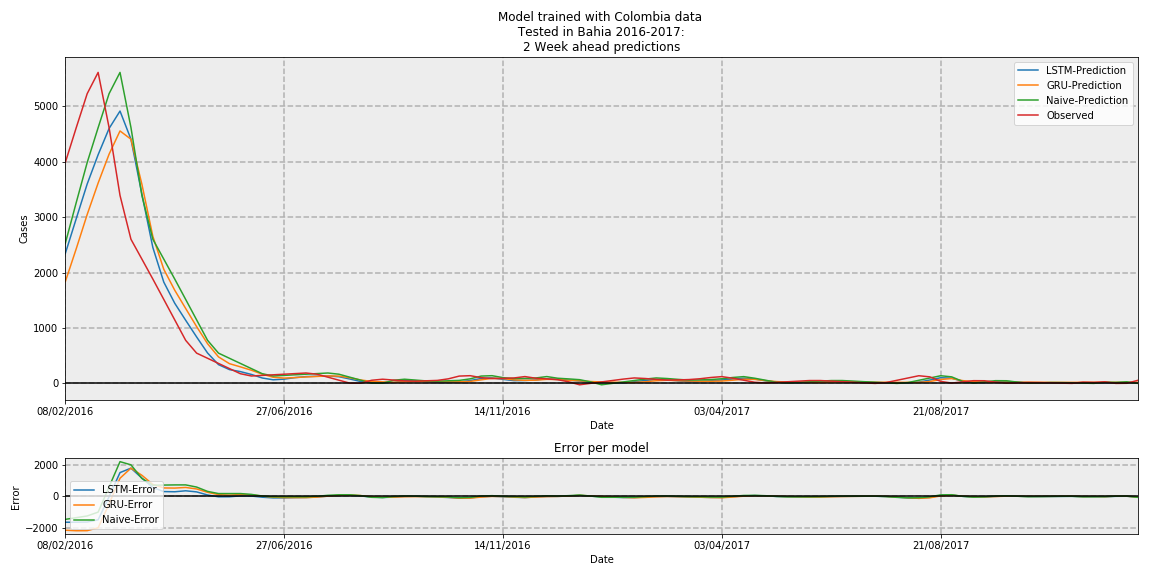 Model trained with Colombia data
Tested in Bahia 2016-2017:
2 Week ahead predictions
LSTM-Prediction
GRU-Prediction
Naive-Prediction
Observed
Cases
5000
4000
3000
2000
1000
0
08/02/2016 27/06/2016 14/11/2016 03/04/2017 21/08/2017
Date
Error per model
Error
2000
0
−2000
LSTM-Error
GRU-Error
Naive-Error
08/02/2016 27/06/2016 14/11/2016 03/04/2017 21/08/2017
Date